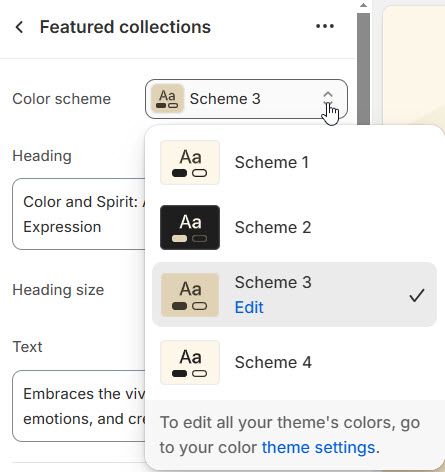 Featured collections
Color scheme
Aa
Scheme 3
Heading
Color and Spirit:
Expression
Heading size
Text
Embraces the
emotions, and
Aa
Scheme 1
Aa
Scheme 2
Aa
Scheme 3
Edit
Aa
Scheme 4
To edit all your theme's colors, go
to your color theme settings.